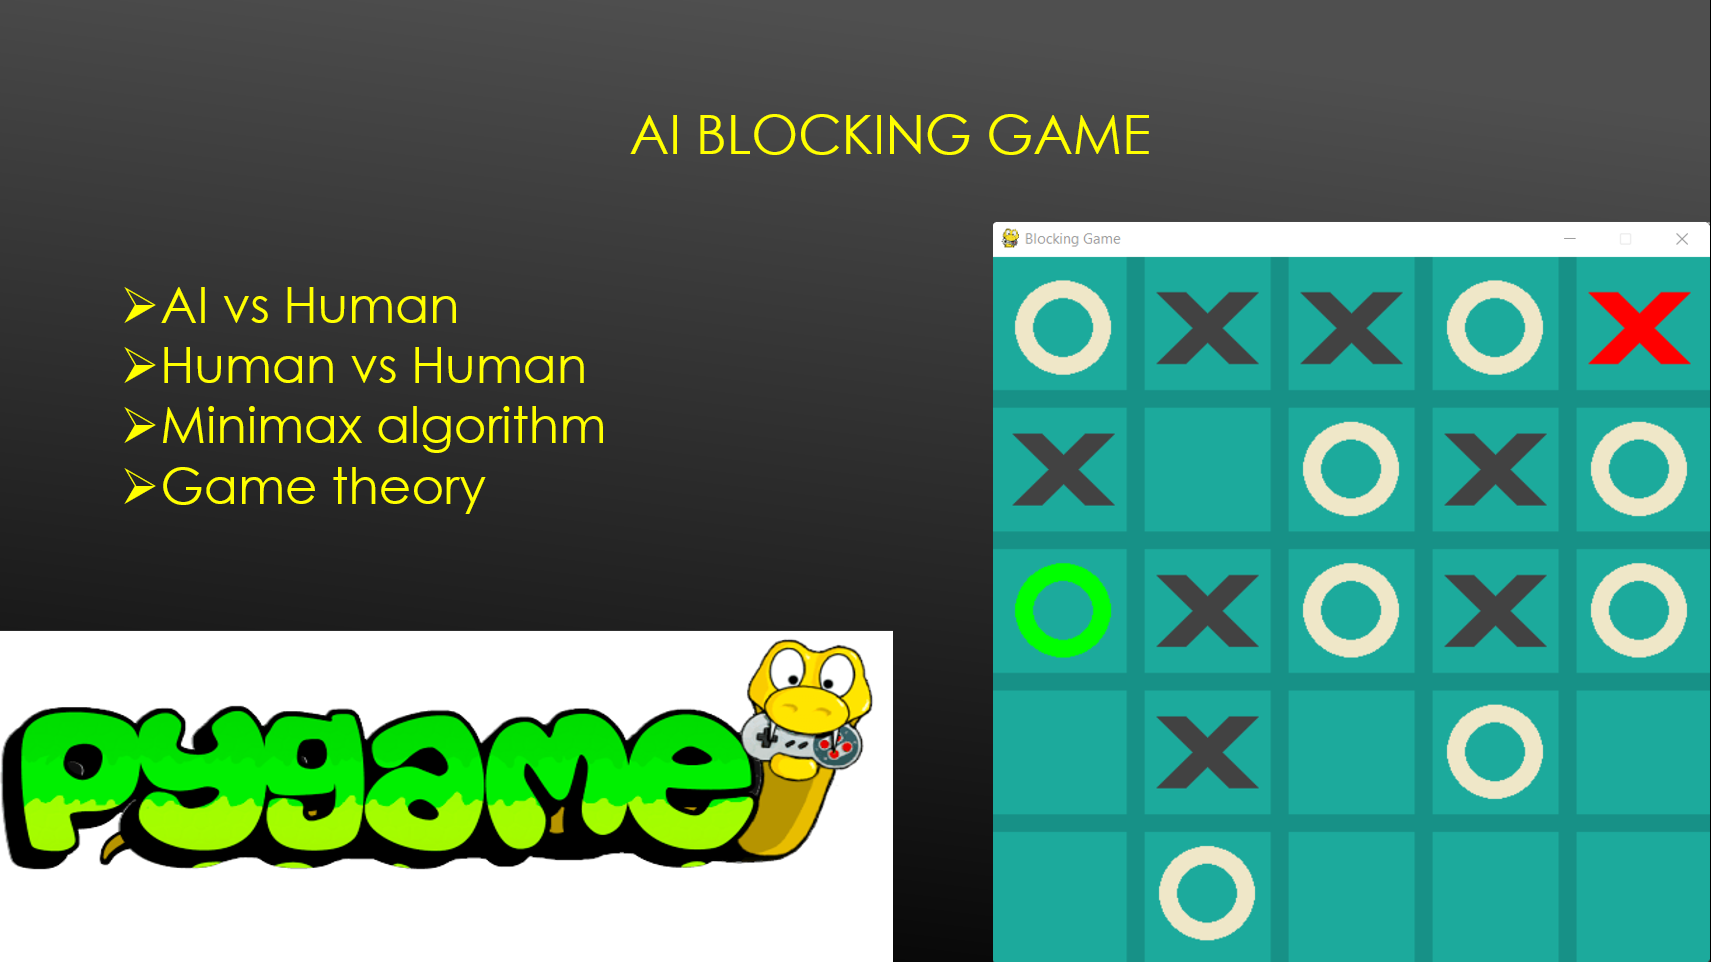 AI BLOCKING GAME
➢AI vs Human
➢Human vs Human
➢Minimax algorithm
➢Game theory
Blocking Game
pygame